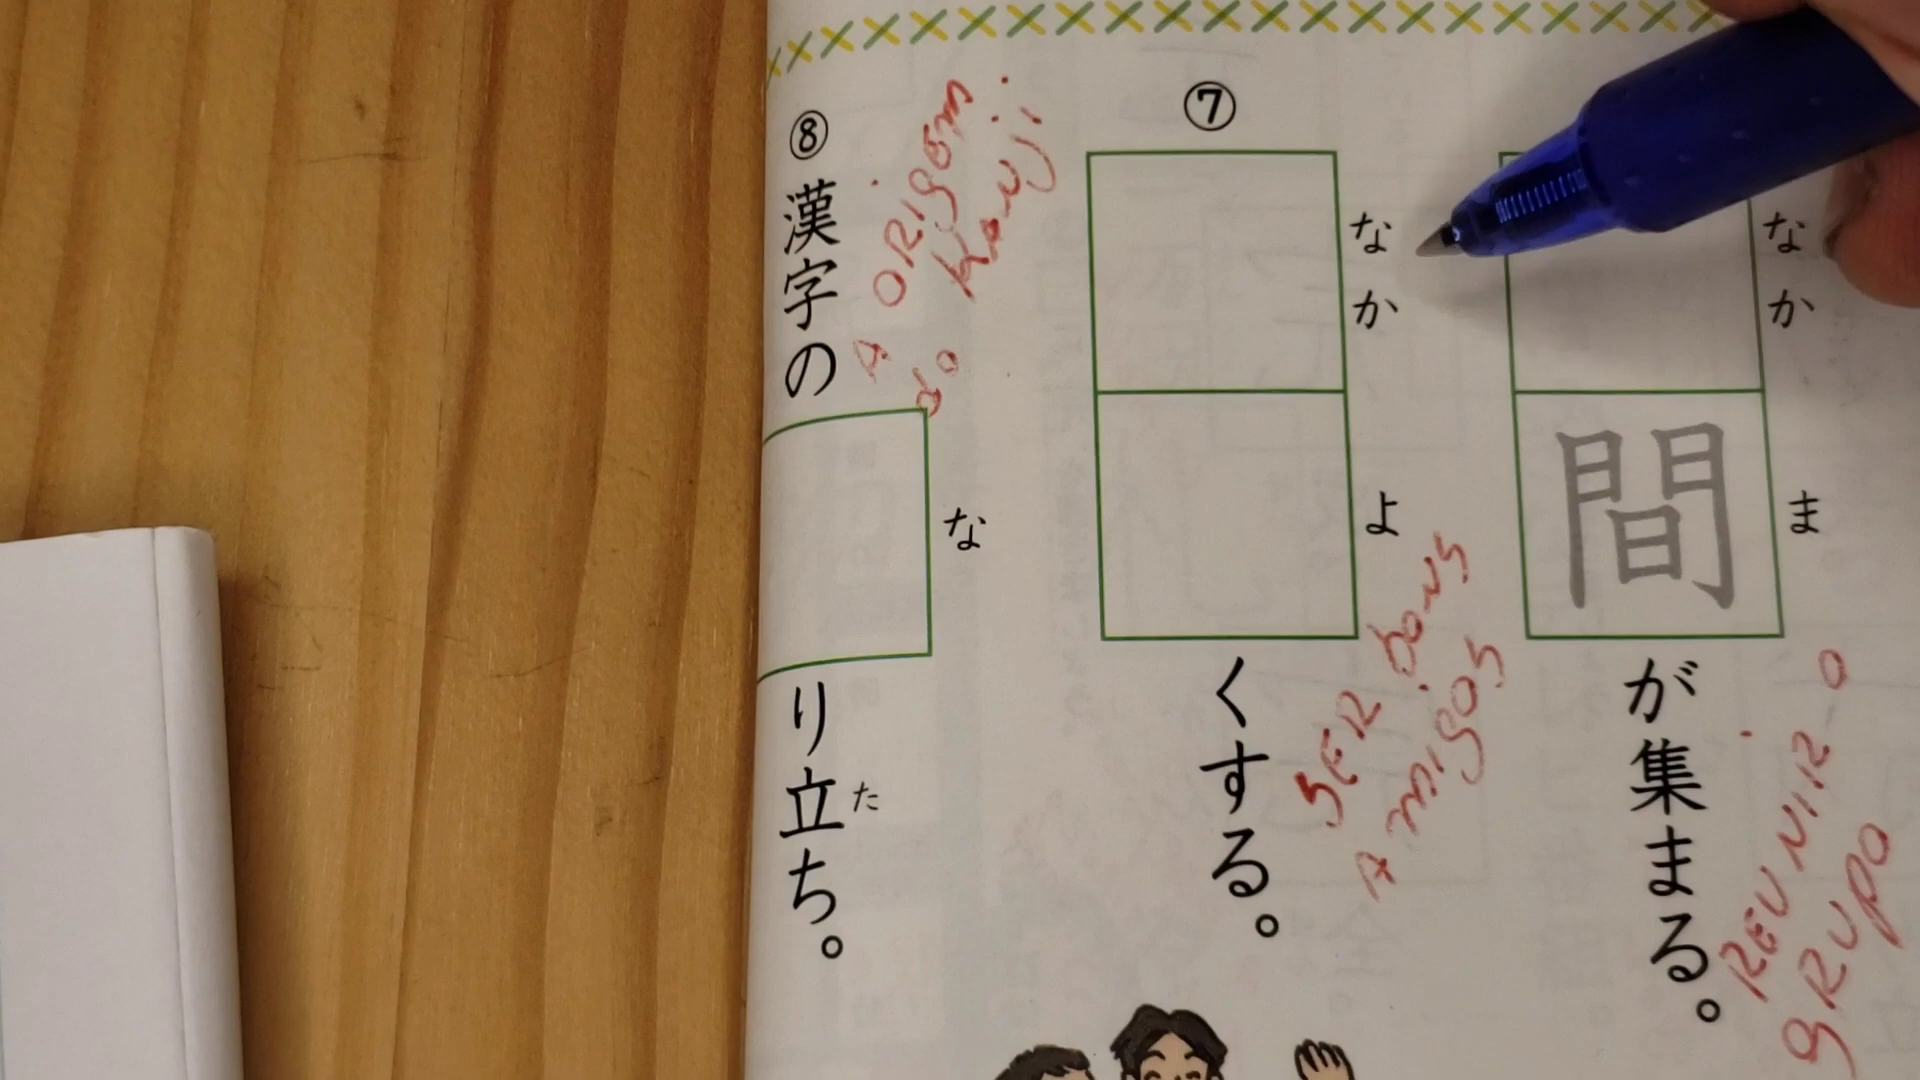 なか
ま
間
が集まる。
REUNIR-O
gRUPO
⑦
なか
よ
くする。
SER bons
Amigos
⑧
漢字の
な
り立ち。
た
A ORigem
do Kanji